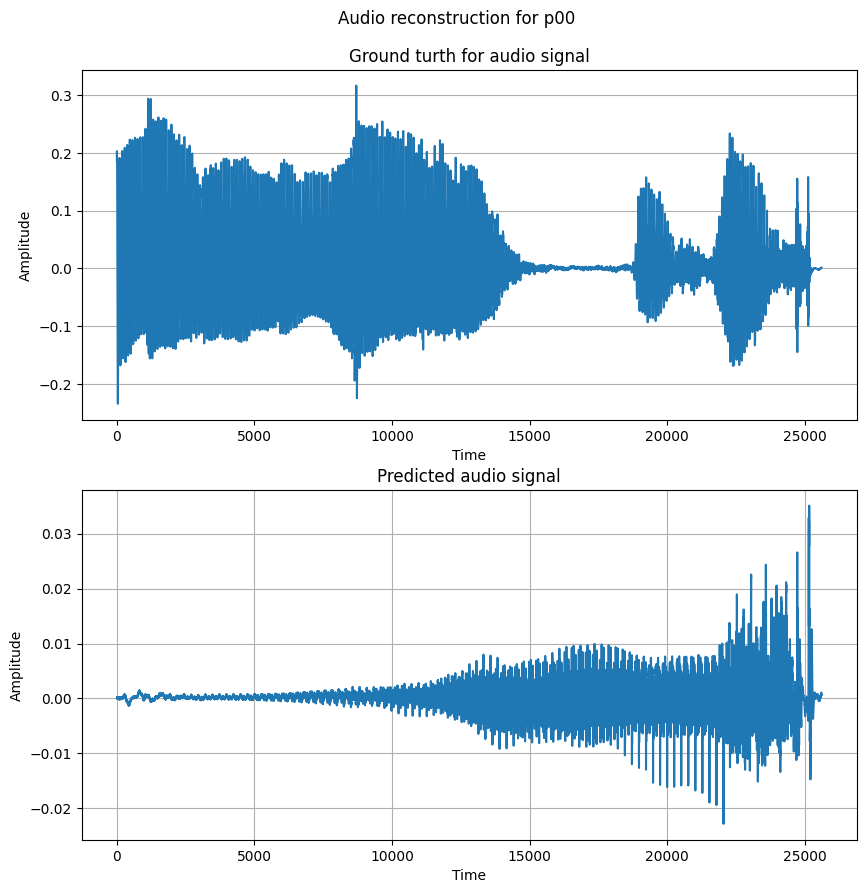 Audio reconstruction for p00
Ground turth for audio signal
0.3
0.2
0.1
0.0
−0.1
−0.2
Amplitude
0 5000 10000 15000 20000 25000
Time
Predicted audio signal
0.03
0.02
0.01
0.00
−0.01
−0.02
Amplitude
0 5000 10000 15000 20000 25000
Time